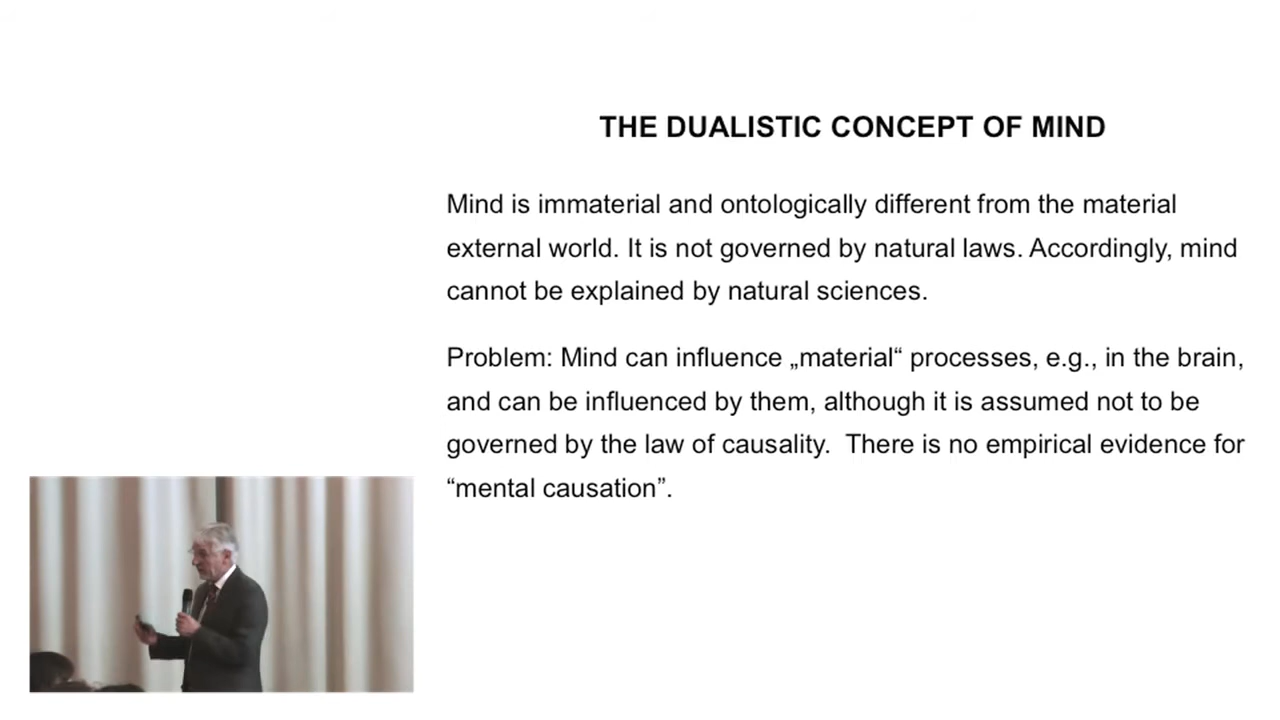 THE DUALISTIC CONCEPT OF MIND
Mind is immaterial and ontologically different from the material
external world. It is not governed by natural laws. Accordingly, mind
cannot be explained by natural sciences.
Problem: Mind can influence „material“ processes, e.g., in the brain,
and can be influenced by them, although it is assumed not to be
governed by the law of causality.  There is no empirical evidence for
“mental causation”.